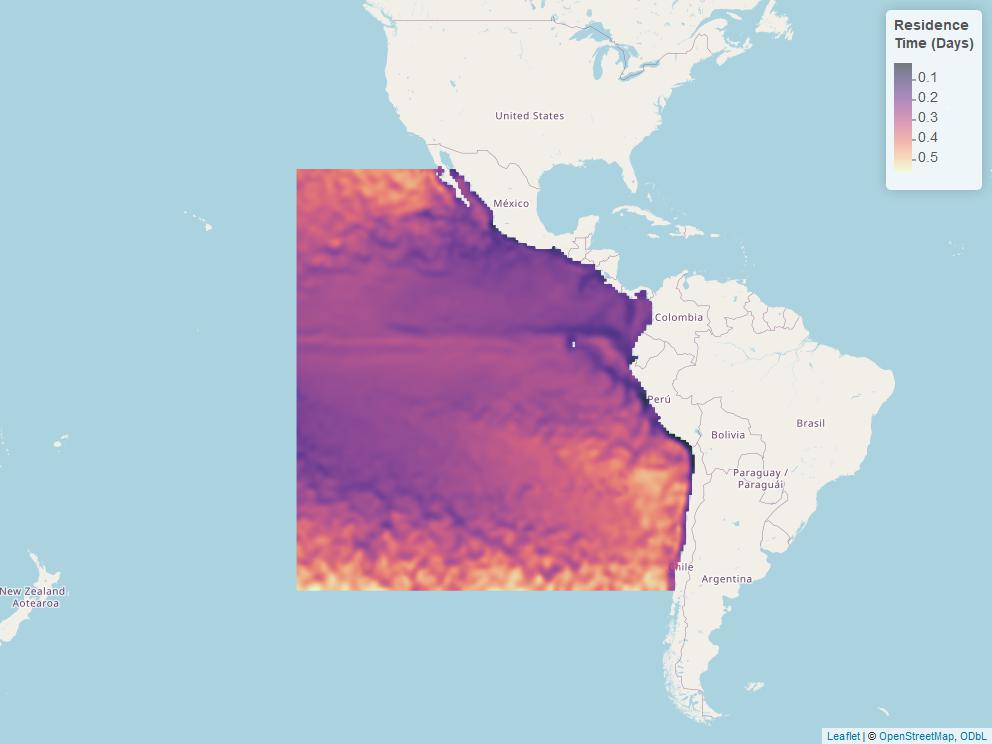 Residence
Time (Days)
0.1
0.2
0.3
0.4
0.5
United States
México
Colombia
Perú
Brasil
Bolivia
Paraguay /
Paraguái
Chile
Argentina
New Zealand
Aotearoa
Leaflet | © OpenStreetMap, ODbL